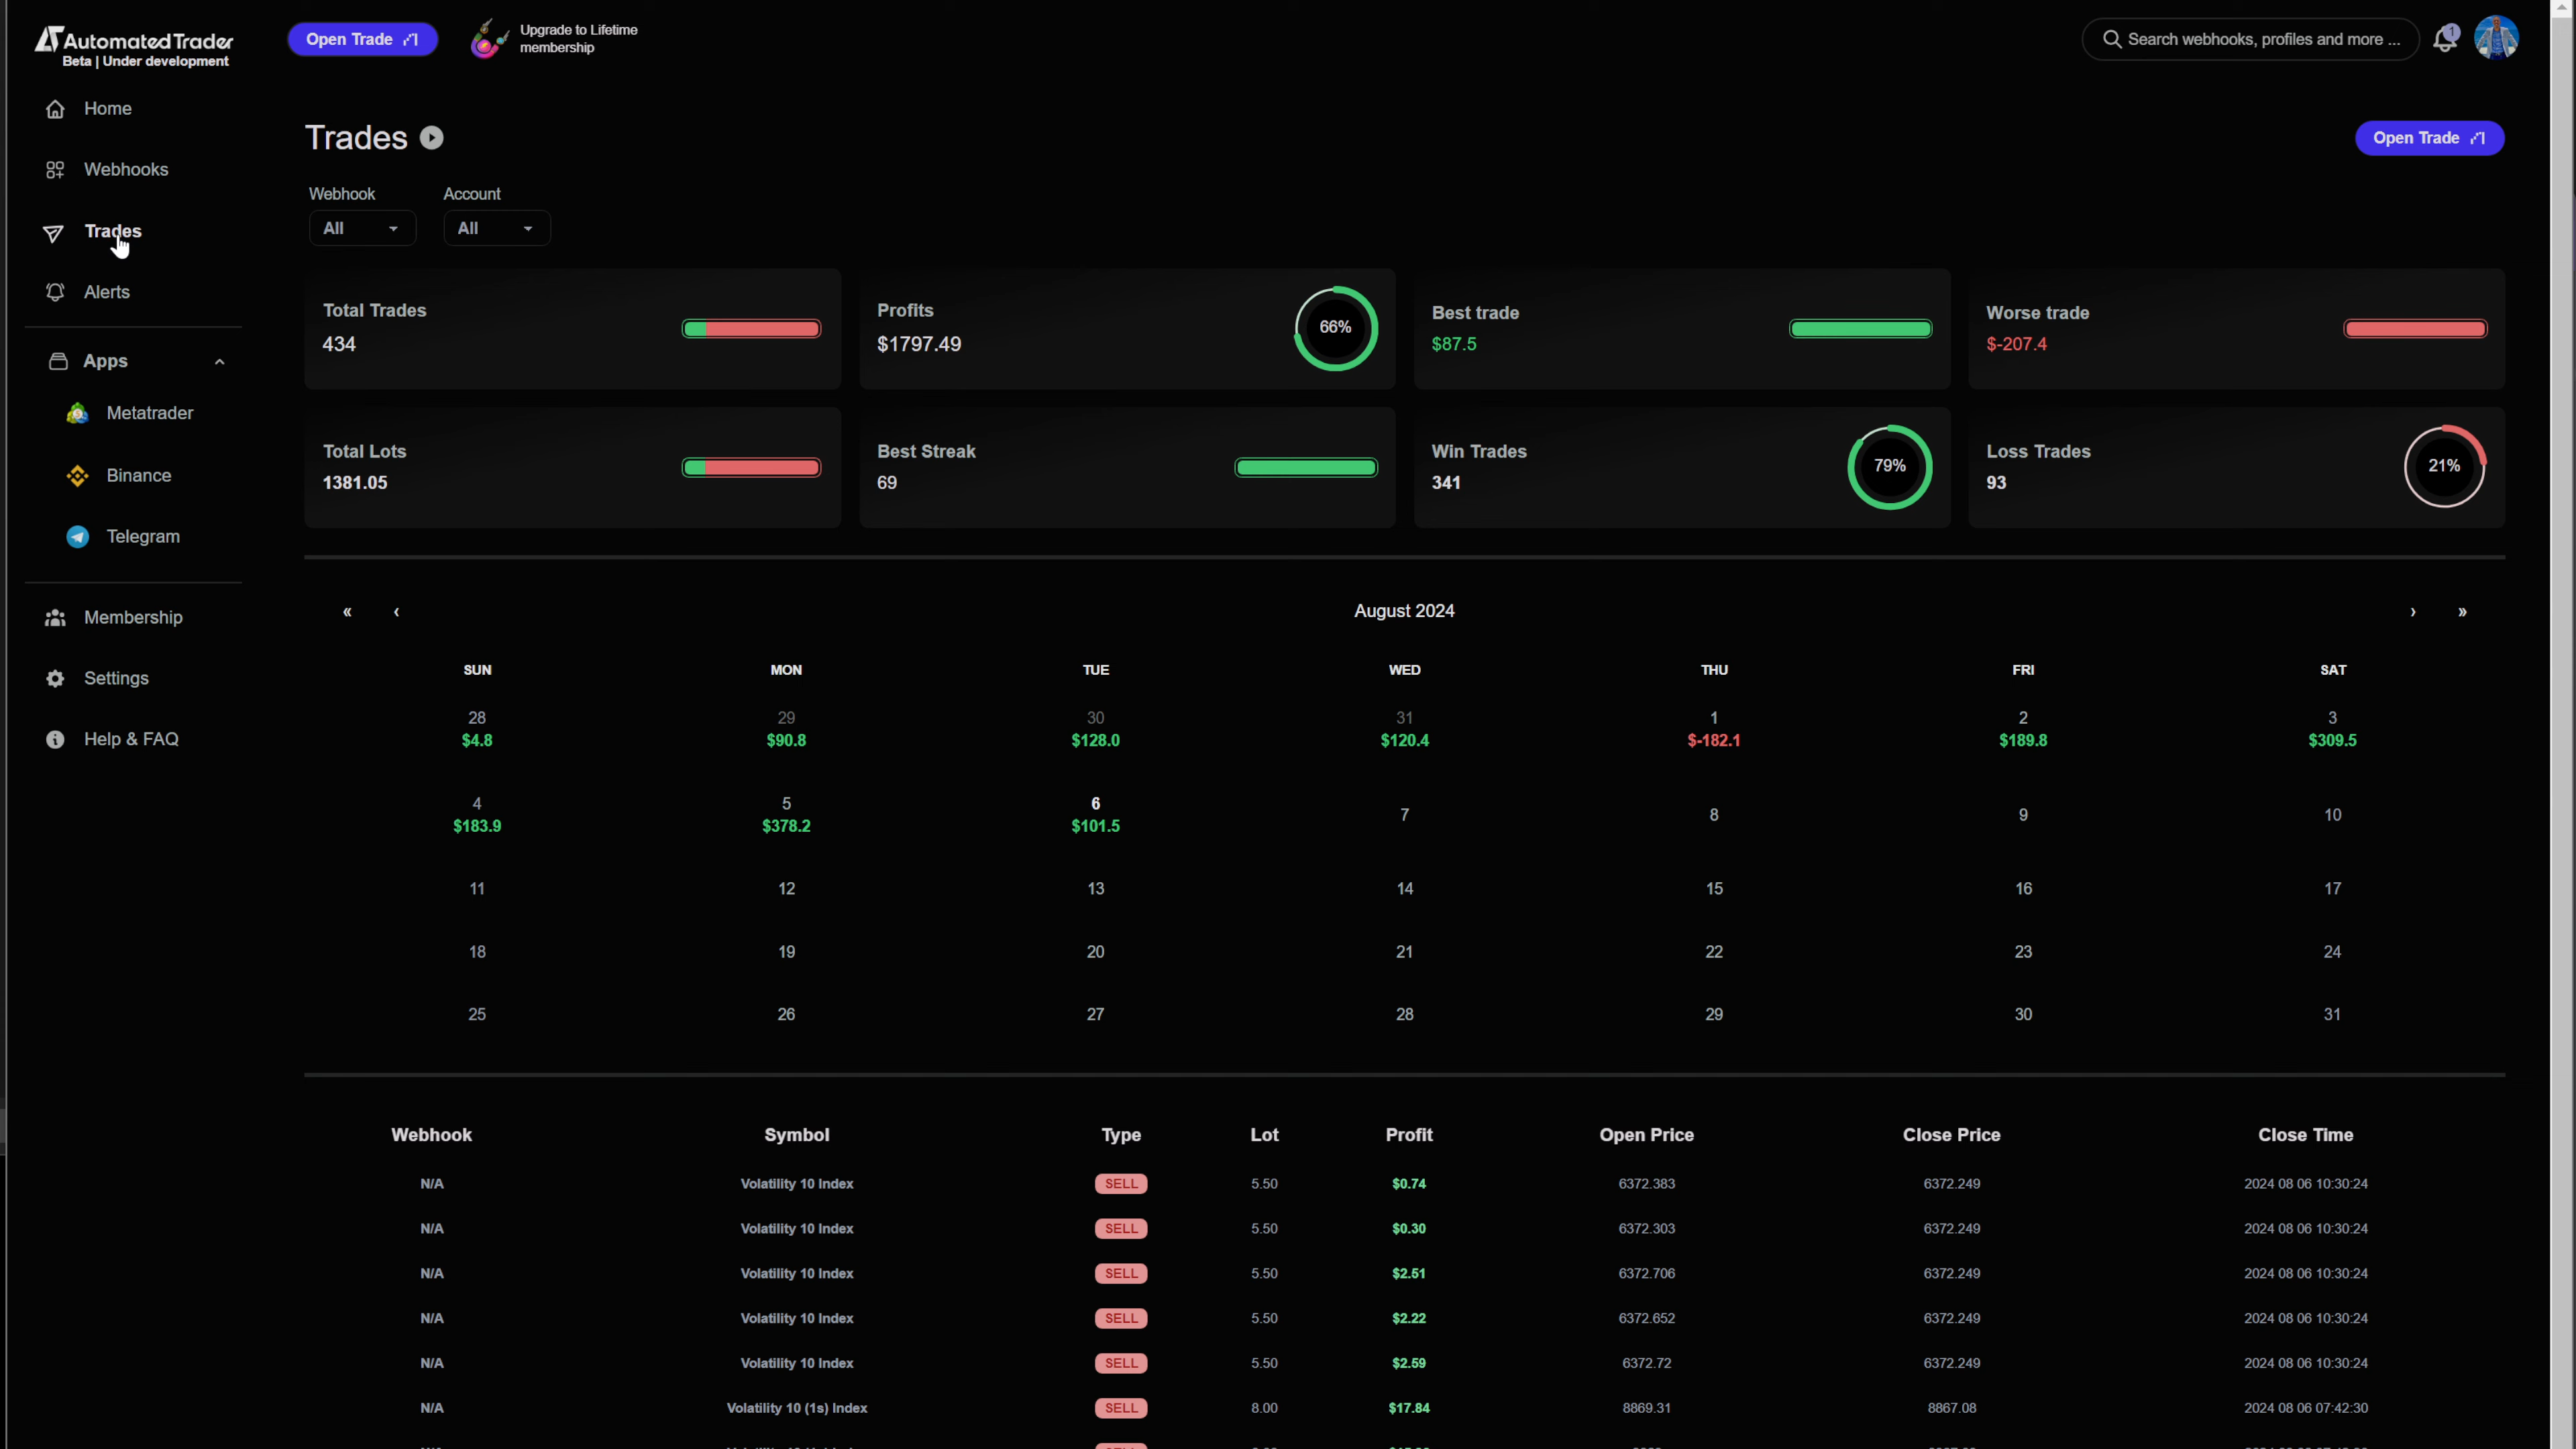 AutomatedTrader
Beta | Under development
Open Trade
Upgrade to Lifetime
membership
Search webhooks, profiles and more ...
1
Home
Webhooks
Trades
Alerts
Apps
Metatrader
Binance
Telegram
Membership
Settings
Help & FAQ
Trades
Open Trade
Webhook Account
All All
Total Trades
434
Profits
$1797.49
66%
Best trade
$87.5
Worse trade
$-207.4
Total Lots
1381.05
Best Streak
69
Win Trades
341
79%
Loss Trades
93
21%
« ‹ August 2024 › »
SUN MON TUE WED THU FRI SAT
28 29 30 31 1 2 3
$4.8 $90.8 $128.0 $120.4 $-182.1 $189.8 $309.5
4 5 6 7 8 9 10
$183.9 $378.2 $101.5
11 12 13 14 15 16 17
18 19 20 21 22 23 24
25 26 27 28 29 30 31
Webhook Symbol Type Lot Profit Open Price Close Price Close Time
N/A Volatility 10 Index SELL 5.50 $0.74 6372.383 6372.249 2024 08 06 10:30:24
N/A Volatility 10 Index SELL 5.50 $0.30 6372.303 6372.249 2024 08 06 10:30:24
N/A Volatility 10 Index SELL 5.50 $2.51 6372.706 6372.249 2024 08 06 10:30:24
N/A Volatility 10 Index SELL 5.50 $2.22 6372.652 6372.249 2024 08 06 10:30:24
N/A Volatility 10 Index SELL 5.50 $2.59 6372.72 6372.249 2024 08 06 10:30:24
N/A Volatility 10 (1s) Index SELL 8.00 $17.84 8869.31 8867.08 2024 08 06 07:42:30